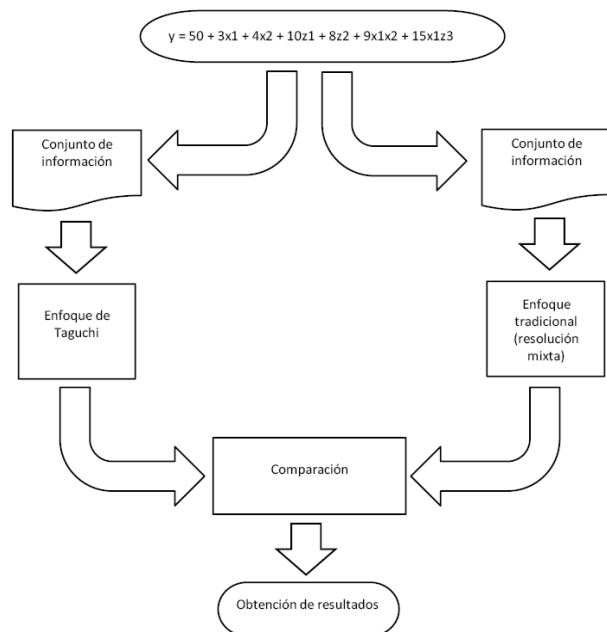 y = 50 + 3x1 + 4x2 + 10z1 + 8z2 + 9x1x2 + 15x1z3
Conjunto de
información
Conjunto de
información
Enfoque de
Taguchi
Enfoque
tradicional
(resolución
mixta)
Comparación
Obtención de resultados